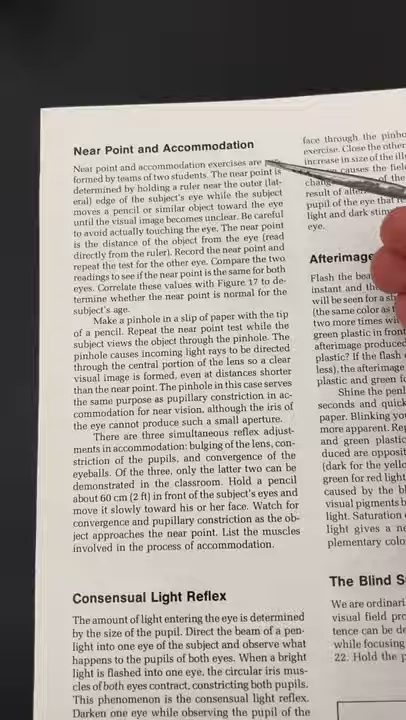 Near Point and Accommodation
Near point and accommodation exercises are
formed by teams of two students. The near point is
determined by holding a ruler near the outer (lat-
eral) edge of the subject's eye while the subject
moves a pencil or similar object toward the eye
until the visual image becomes unclear. Be careful
to avoid actually touching the eye. The near point
is the distance of the object from the eye (read
directly from the ruler). Record the near point and
repeat the test for the other eye. Compare the two
readings to see if the near point is the same for both
eyes. Correlate these values with Figure 17 to de-
termine whether the near point is normal for the
subject's age.
Make a pinhole in a slip of paper with the tip
of a pencil. Repeat the near point test while the
subject views the object through the pinhole. The
pinhole causes incoming light rays to be directed
through the central portion of the lens so a clear
visual image is formed, even at distances shorter
than the near point. The pinhole in this case serves
the same purpose as pupillary constriction in ac-
commodation for near vision, although the iris of
the eye cannot produce such a small aperture.
There are three simultaneous reflex adjust-
ments in accommodation: bulging of the lens, con-
striction of the pupils, and convergence of the
eyeballs. Of the three, only the latter two can be
demonstrated in the classroom. Hold a pencil
about 60 cm (2 ft) in front of the subject's eyes and
move it slowly toward his or her face. Watch for
convergence and pupillary constriction as the ob-
ject approaches the near point. List the muscles
involved in the process of accommodation.
Consensual Light Reflex
The amount of light entering the eye is determined
by the size of the pupil. Direct the beam of a pen-
light into one eye of the subject and observe what
happens to the pupils of both eyes. When a bright
light is flashed into one eye, the circular iris mus-
cles of both eyes contract, constricting both pupils.
This phenomenon is the consensual light reflex.
Darken one eye while observing the pupil of the
face through the pinho
exercise. Close the other
increase in size of the ill
causes the fiel
of the
result of
pupil of the eye that
light and dark stim
eye.
Afterimage
Flash the bea
instant and th
will be seen for a sh
(the same color as t
two more times wi
green plastic in front
afterimage produced
plastic? If the flash
less), the afterimage
plastic and green fo
Shine the penl
seconds and quick
paper. Blinking you
more apparent. Rep
and green plastic
duced are opposit
(dark for the yello
green for red light
caused by the bl
visual pigments b
light. Saturation
light gives a ne
plementary colo
The Blind S
We are ordinari
visual field pro
tence can be de
while focusing
22. Hold the p